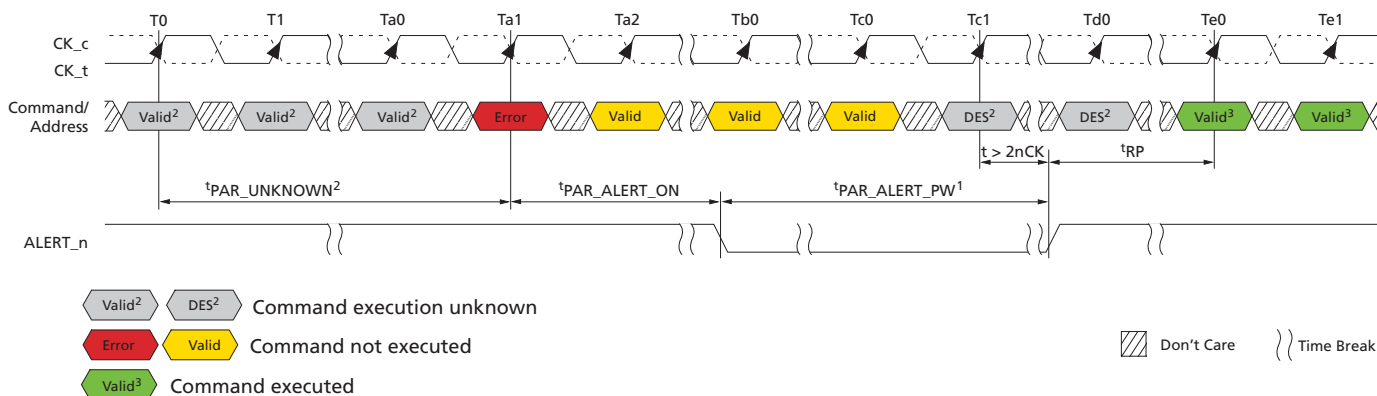 T0 T1 Ta0 Ta1 Ta2 Tb0 Tc0 Tc1 Td0 Te0 Te1
CK_c
CK_t
Command/
Address
Valid² Valid² Valid² Error Valid Valid Valid DES² DES² Valid³ Valid³
t > 2nCK ᵗRP
ᵗPAR_UNKNOWN² ᵗPAR_ALERT_ON ᵗPAR_ALERT_PW¹
ALERT_n
Valid² DES² Command execution unknown
Error Valid Command not executed Don't Care Time Break
Valid³ Command executed